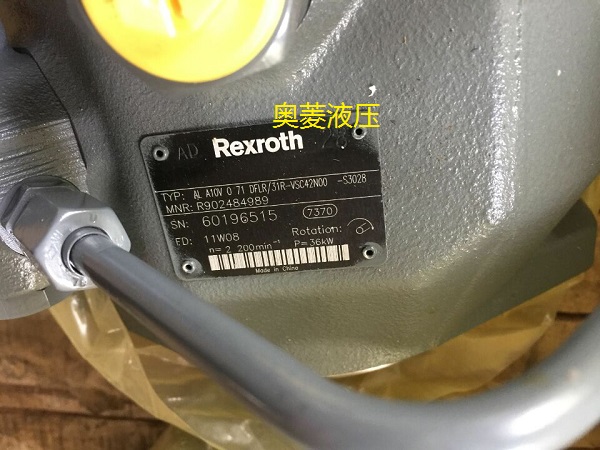 奥菱液压
AD Rexroth
TYP: AL A10V O 71 DFLR/31R-VSC42N00 -S3028
MNR: R902484989
SN: 60196515 7370
FD: 11W08 Rotation:
n= 2 200min⁻¹ P=36kW
Made in China